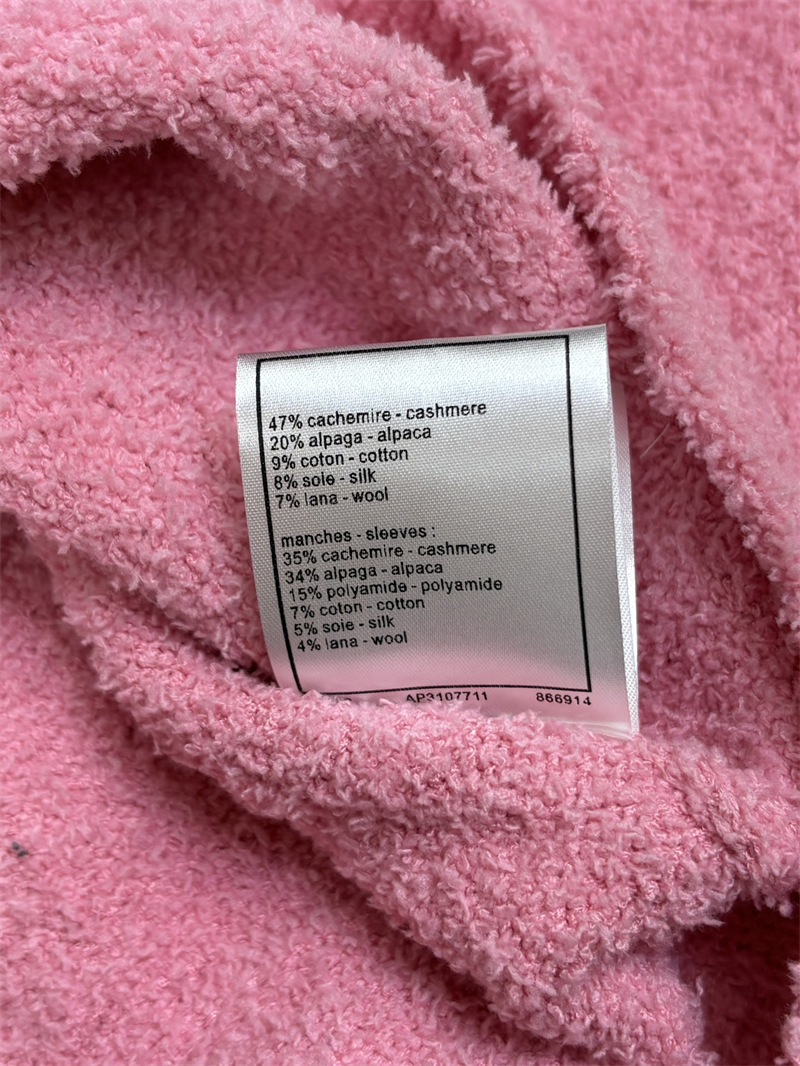 47% cachemire - cashmere
20% alpaga - alpaca
9% coton - cotton
8% soie - silk
7% lana - wool
manches - sleeves :
35% cachemire - cashmere
34% alpaga - alpaca
15% polyamide - polyamide
7% coton - cotton
5% soie - silk
4% lana - wool
AP3107711 866914